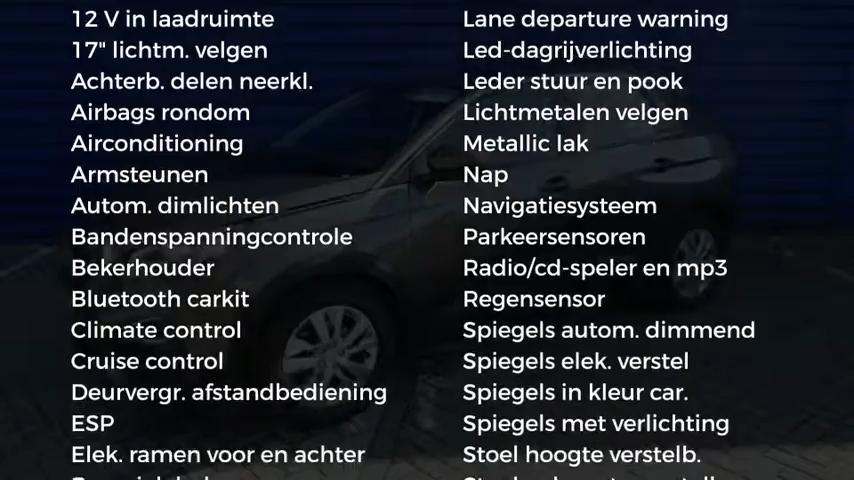 12 V in laadruimte
17" lichtm. velgen
Achterb. delen neerkl.
Airbags rondom
Airconditioning
Armsteunen
Autom. dimlichten
Bandenspanningcontrole
Bekerhouder
Bluetooth carkit
Climate control
Cruise control
Deurvergr. afstandbediening
ESP
Elek. ramen voor en achter
Lane departure warning
Led-dagrijverlichting
Leder stuur en pook
Lichtmetalen velgen
Metallic lak
Nap
Navigatiesysteem
Parkeersensoren
Radio/cd-speler en mp3
Regensensor
Spiegels autom. dimmend
Spiegels elek. verstel
Spiegels in kleur car.
Spiegels met verlichting
Stoel hoogte verstelb.